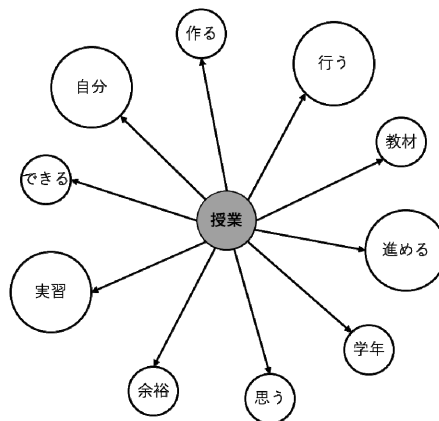 作る
行う
自分
教材
できる
授業
進める
実習
学年
余裕
思う